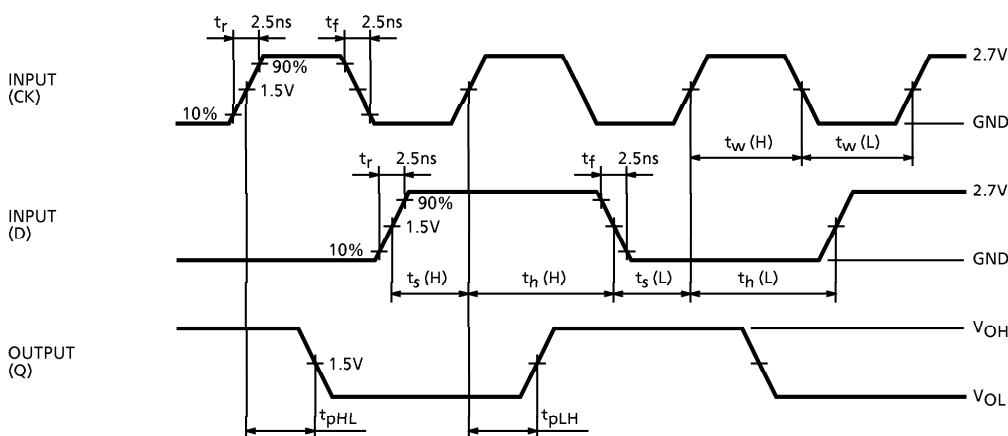 tr 2.5ns tf 2.5ns
INPUT
(CK)
90%
1.5V
10%
2.7V
GND
tw (H) tw (L)
tr 2.5ns tf 2.5ns
INPUT
(D)
90%
1.5V
10%
2.7V
GND
ts (H) th (H) ts (L) th (L)
OUTPUT
(Q)
1.5V
VOH
VOL
tpHL tpLH